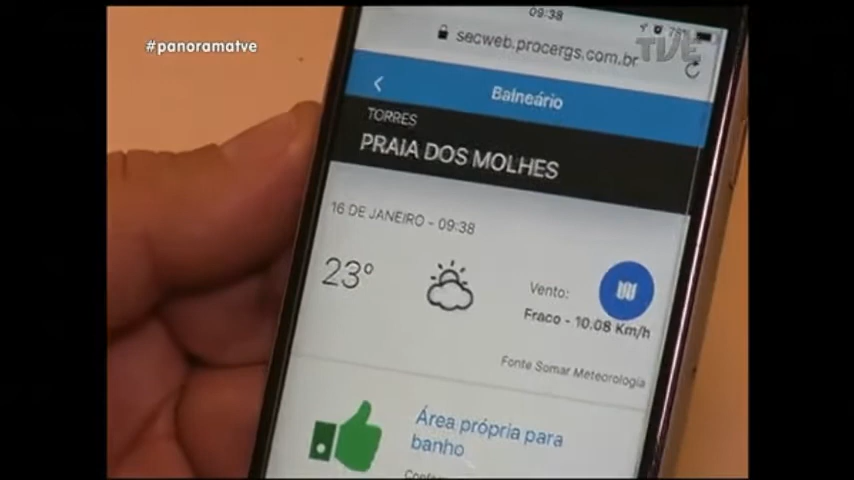 #panoramatve
TVE
09:38
78%
secweb.procergs.com.br
Balneário
TORRES
PRAIA DOS MOLHES
16 DE JANEIRO - 09:38
23°
Vento:
Fraco - 10.08 Km/h
Fonte Somar Meteorologia
Área própria para
banho